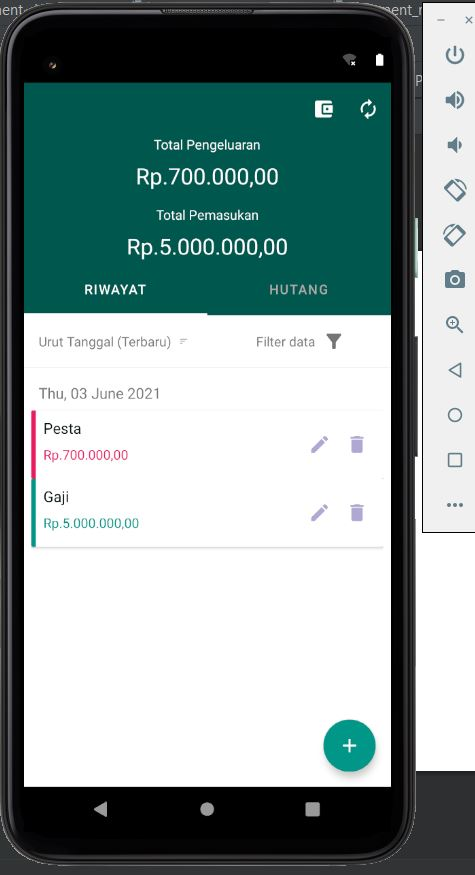 Total Pengeluaran
Rp.700.000,00
Total Pemasukan
Rp.5.000.000,00
RIWAYAT HUTANG
Urut Tanggal (Terbaru) Filter data
Thu, 03 June 2021
Pesta
Rp.700.000,00
Gaji
Rp.5.000.000,00